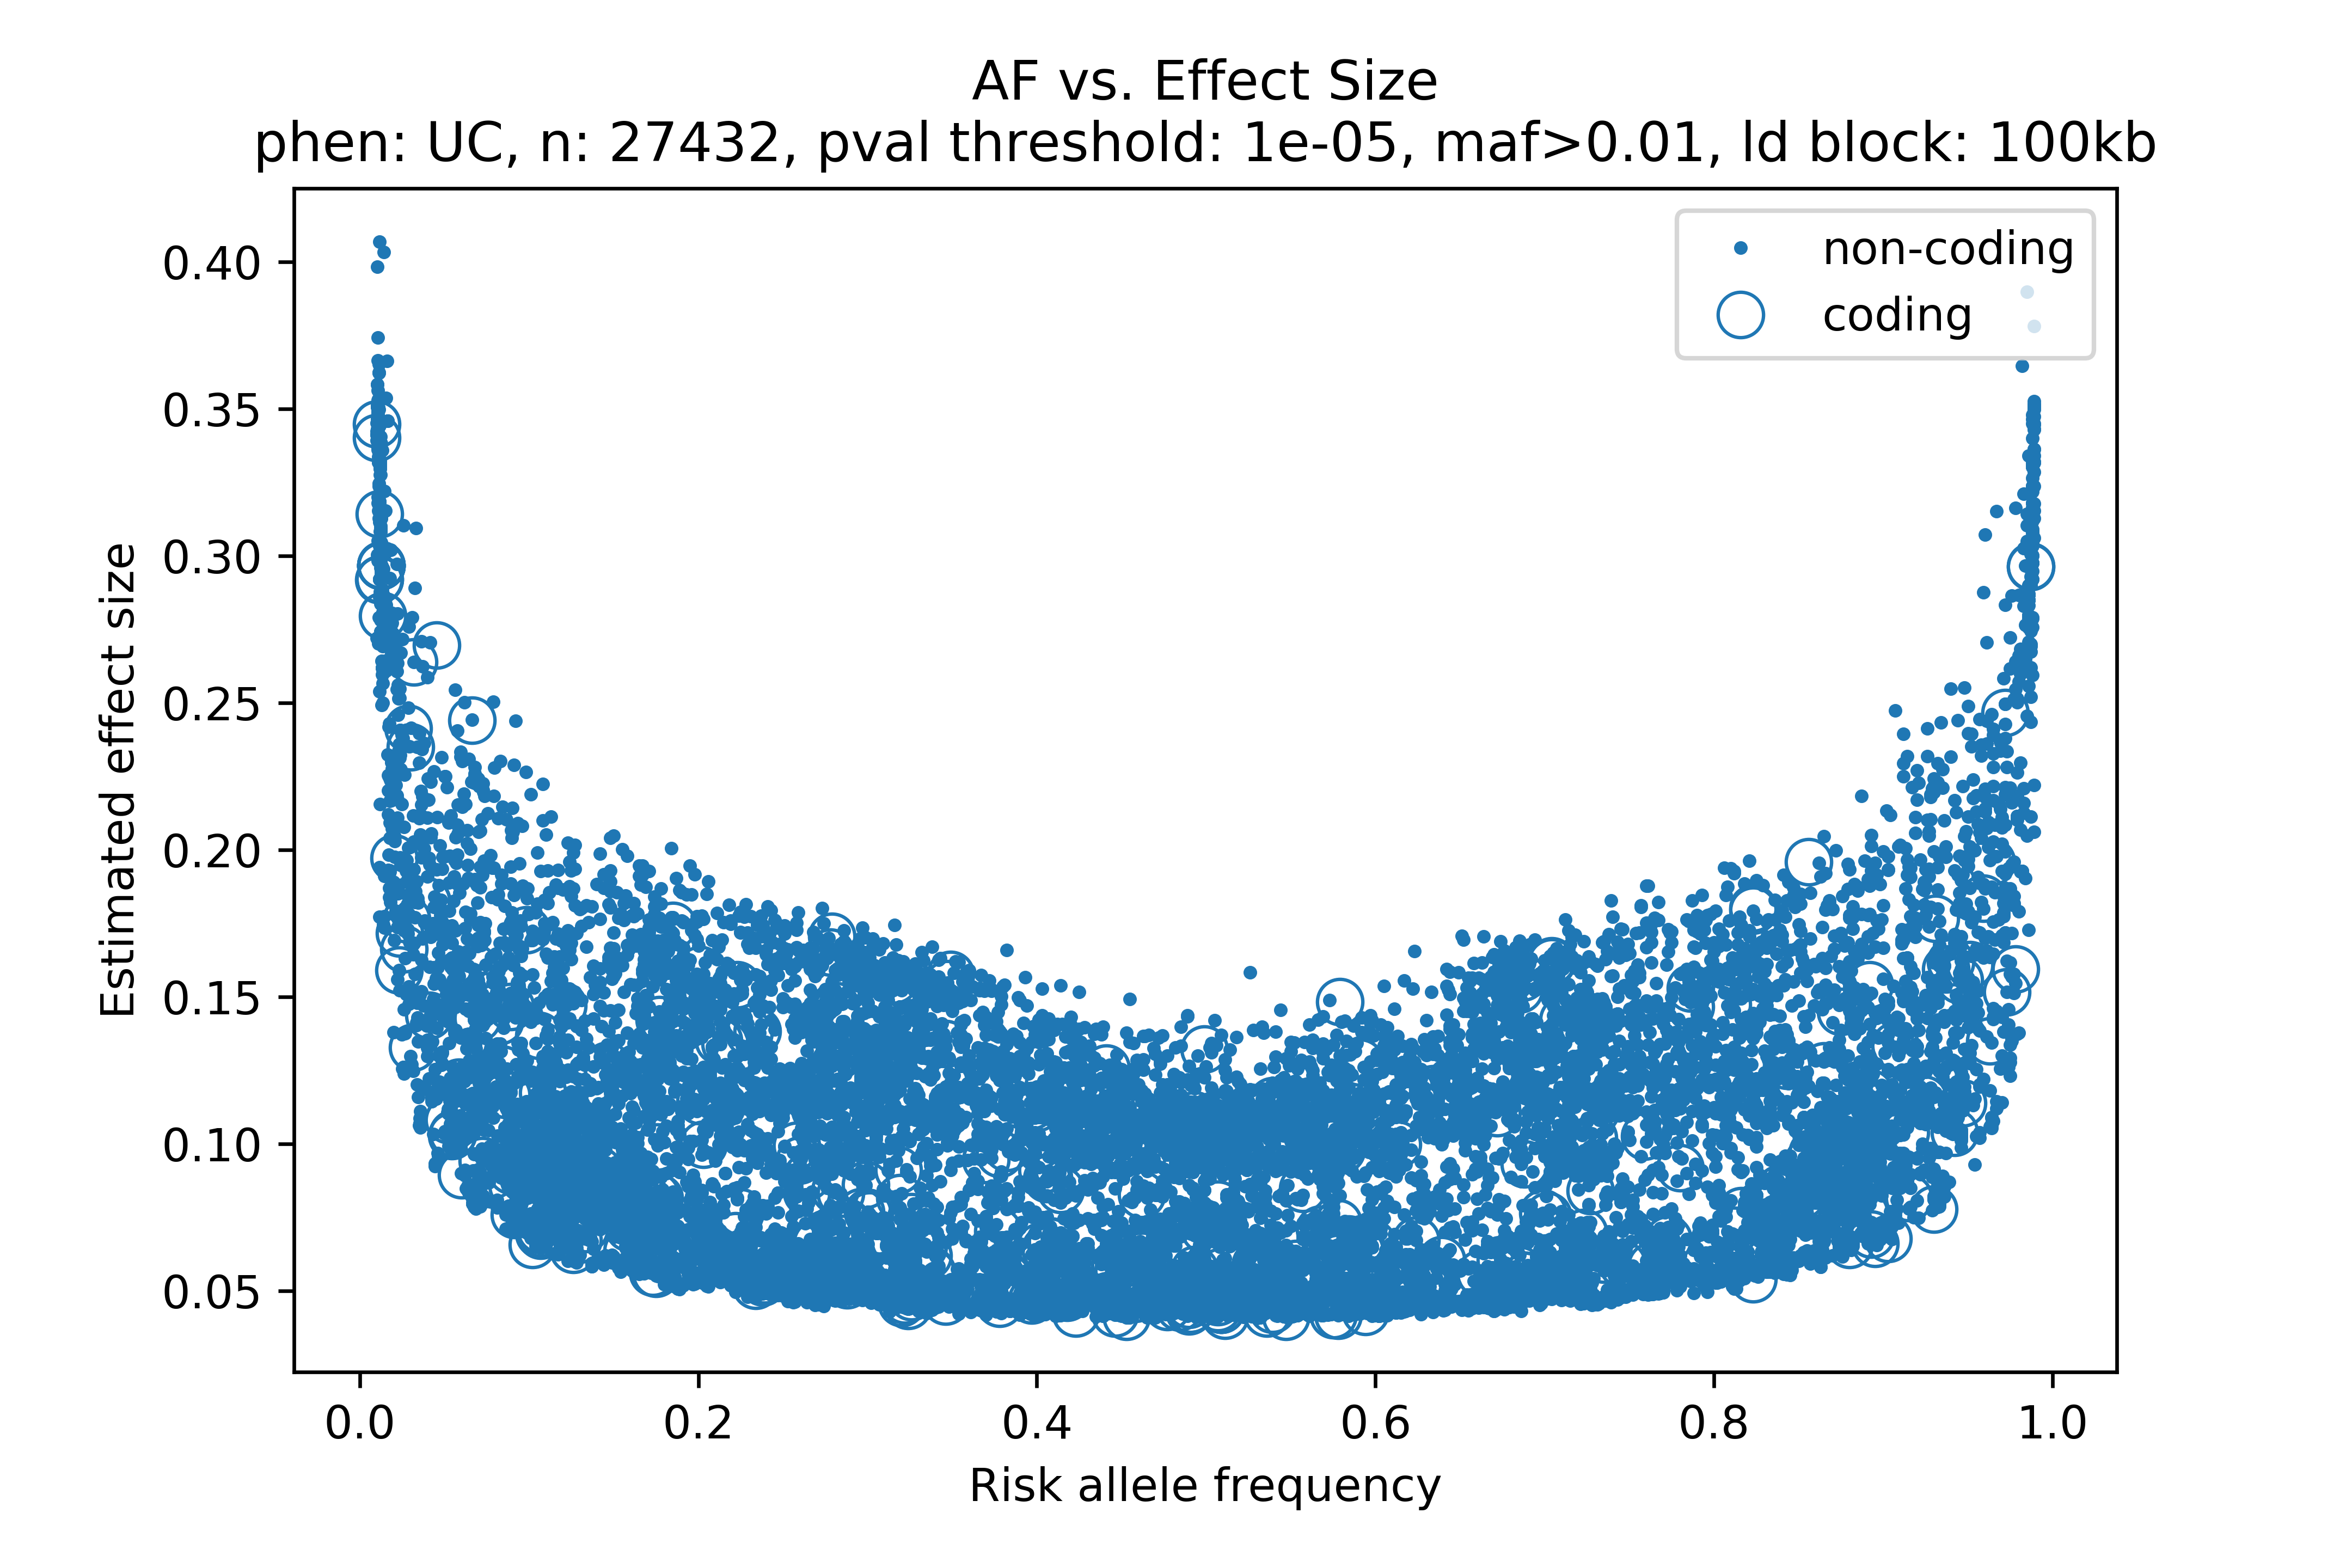 AF vs. Effect Size
phen: UC, n: 27432, pval threshold: 1e-05, maf>0.01, ld block: 100kb
non-coding
coding
0.40
0.35
0.30
0.25
0.20
0.15
0.10
0.05
Estimated effect size
0.0 0.2 0.4 0.6 0.8 1.0
Risk allele frequency